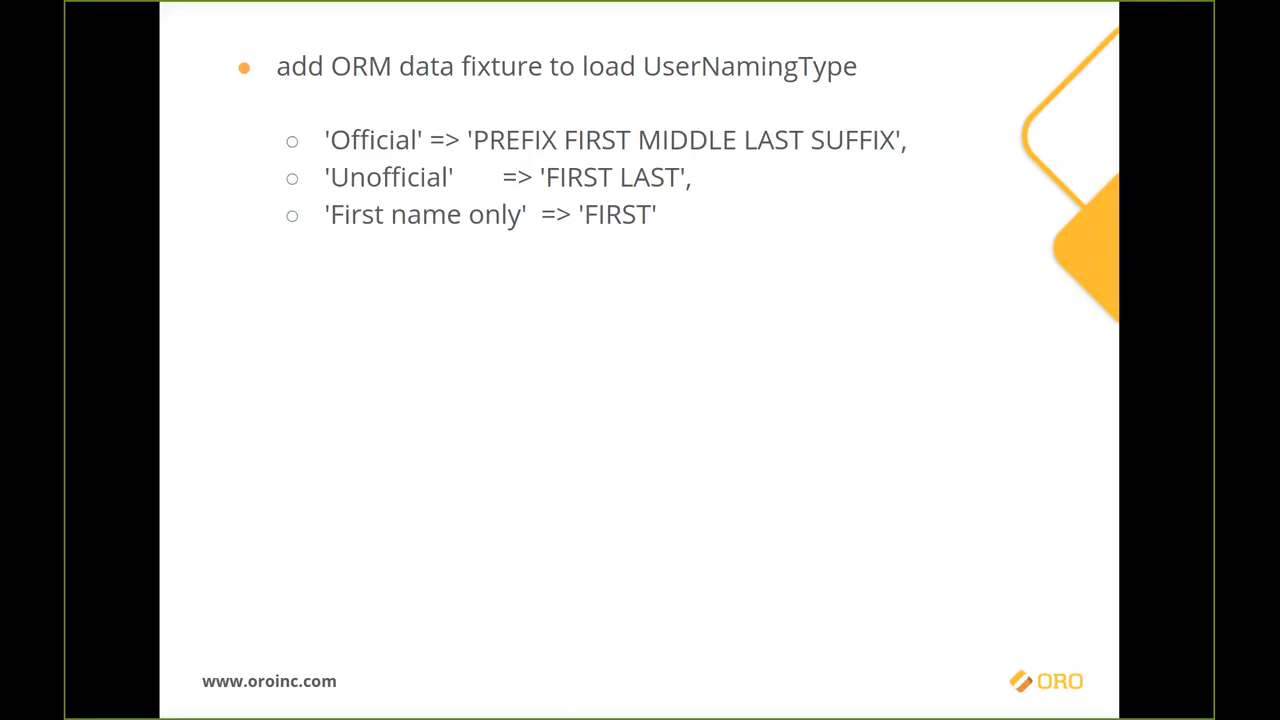 add ORM data fixture to load UserNamingType
'Official' => 'PREFIX FIRST MIDDLE LAST SUFFIX',
'Unofficial' => 'FIRST LAST',
'First name only' => 'FIRST'
www.oroinc.com
ORO